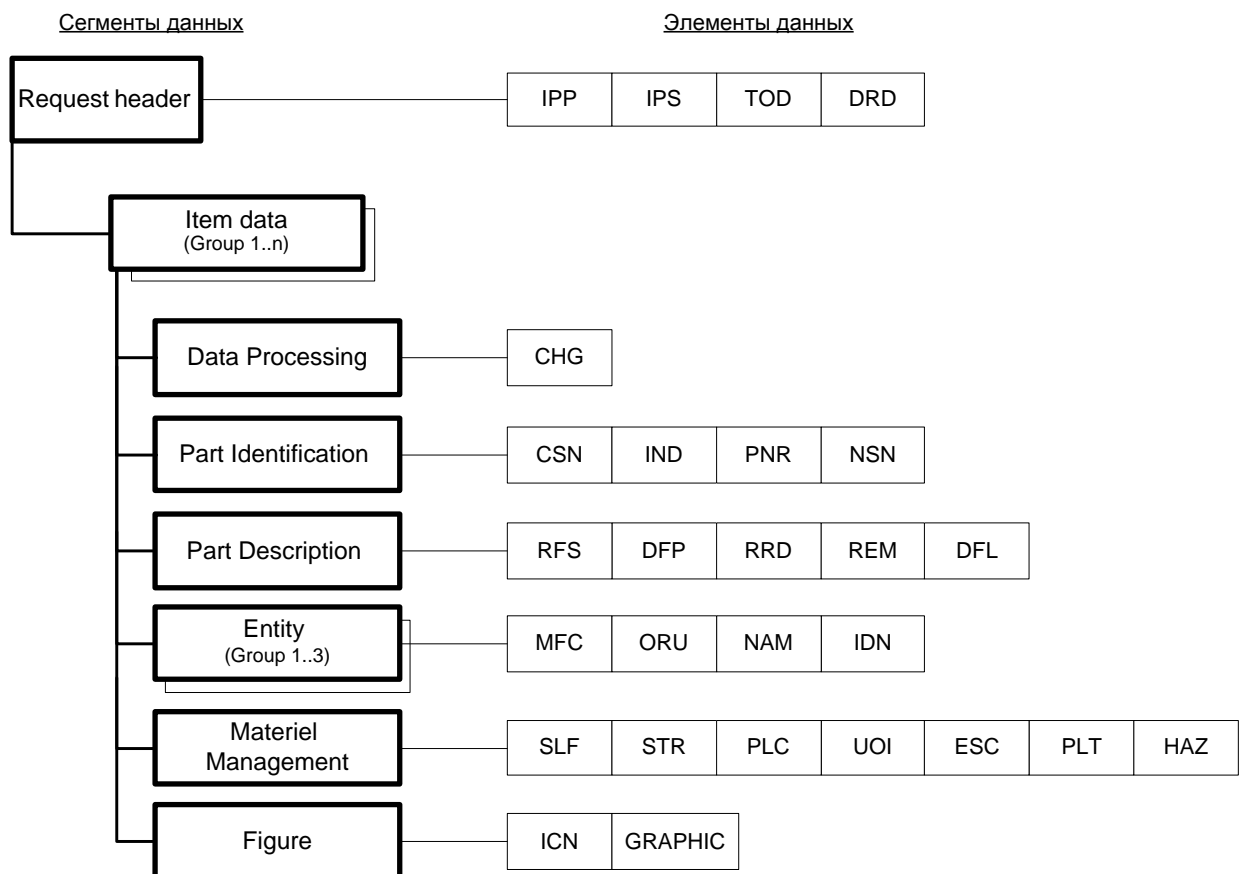 Сегменты данных
Элементы данных
Request header
IPP IPS TOD DRD
Item data
(Group 1..n)
Data Processing
CHG
Part Identification
CSN IND PNR NSN
Part Description
RFS DFP RRD REM DFL
Entity
(Group 1..3)
MFC ORU NAM IDN
Materiel
Management
SLF STR PLC UOI ESC PLT HAZ
Figure
ICN GRAPHIC